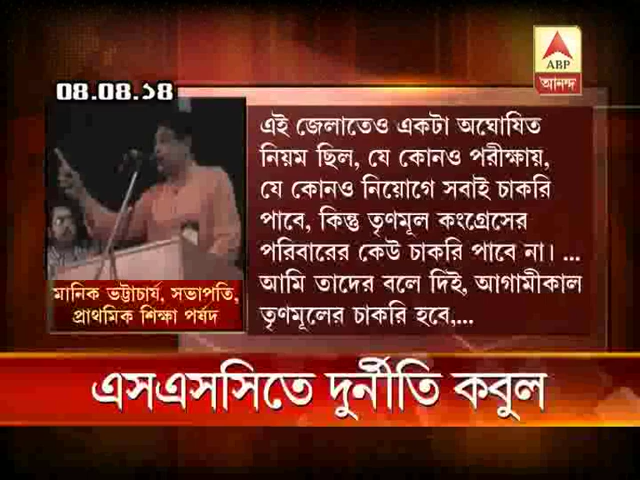 ABP
আনন্দ
08.08.১৪
এই জেলাতেও একটা অঘোষিত
নিয়ম ছিল, যে কোনও পরীক্ষায়,
যে কোনও নিয়োগে সবাই চাকরি
পাবে, কিন্তু তৃণমূল কংগ্রেসের
পরিবারের কেউ চাকরি পাবে না। ...
আমি তাদের বলে দিই, আগামীকাল
তৃণমূলের চাকরি হবে,...
মানিক ভট্টাচার্য, সভাপতি,
প্রাথমিক শিক্ষা পর্ষদ
এসএসসিতে দুর্নীতি কবুল